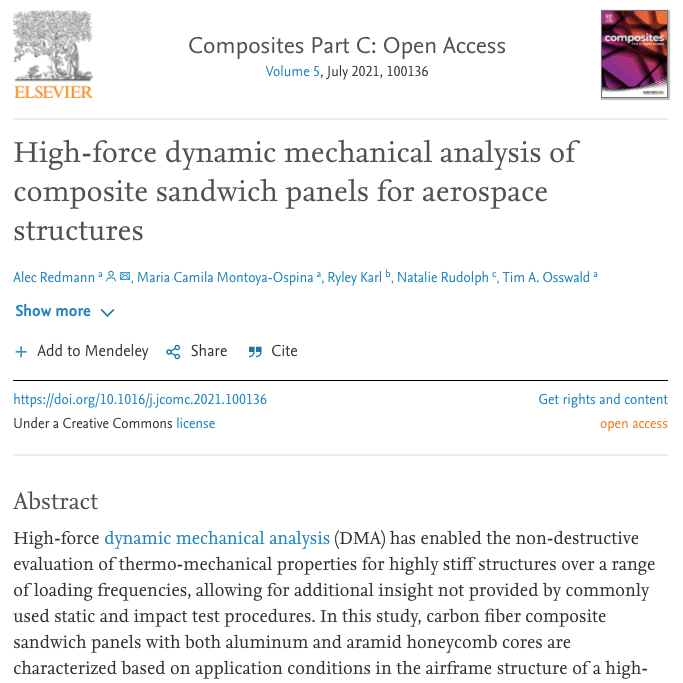 ELSEVIER
Composites Part C: Open Access
Volume 5, July 2021, 100136
composites
High-force dynamic mechanical analysis of
composite sandwich panels for aerospace
structures
Alec Redmann a, Maria Camila Montoya-Ospina a, Ryley Karl b, Natalie Rudolph c, Tim A. Osswald a
Show more
Add to Mendeley Share Cite
https://doi.org/10.1016/j.jcomc.2021.100136 Get rights and content
Under a Creative Commons license open access
Abstract
High-force dynamic mechanical analysis (DMA) has enabled the non-destructive
evaluation of thermo-mechanical properties for highly stiff structures over a range
of loading frequencies, allowing for additional insight not provided by commonly
used static and impact test procedures. In this study, carbon fiber composite
sandwich panels with both aluminum and aramid honeycomb cores are
characterized based on application conditions in the airframe structure of a high-